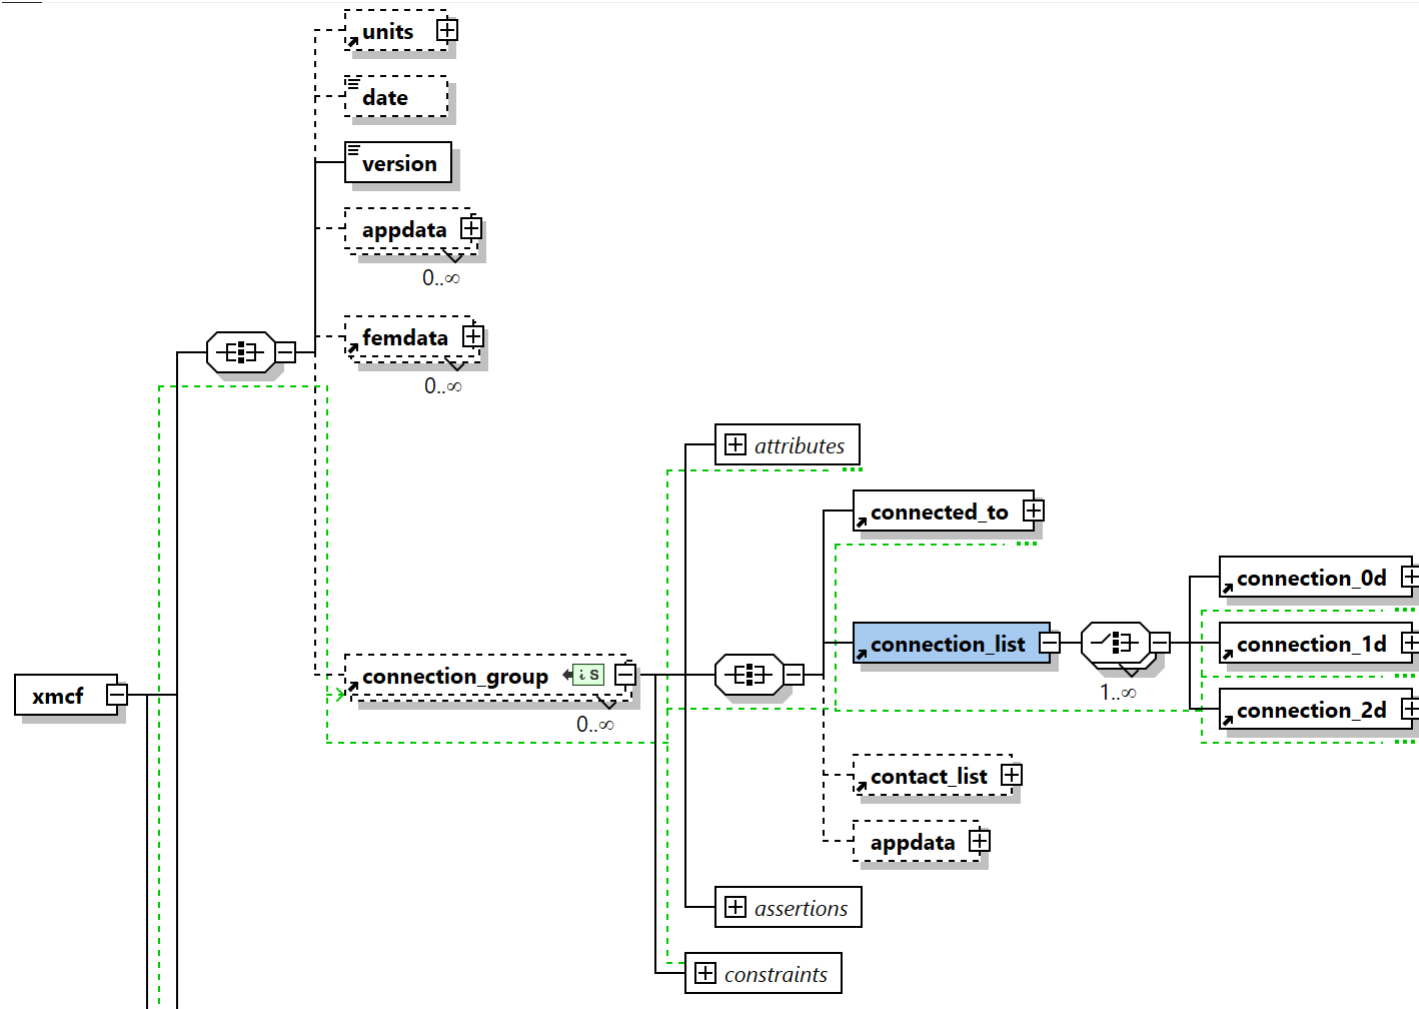 units
date
version
appdata
0..∞
femdata
0..∞
attributes
connected_to
connection_0d
connection_list
connection_1d
1..∞
connection_group
i s
0..∞
xmcf
connection_2d
contact_list
appdata
assertions
constraints